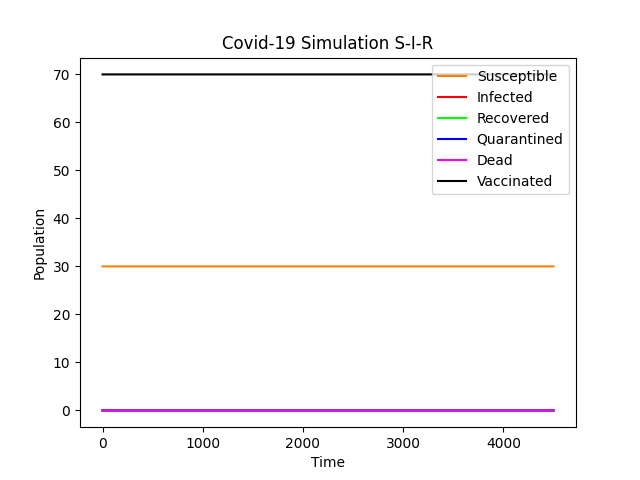 Covid-19 Simulation S-I-R
70
60
50
40
30
20
10
0
Population
Susceptible
Infected
Recovered
Quarantined
Dead
Vaccinated
0 1000 2000 3000 4000
Time